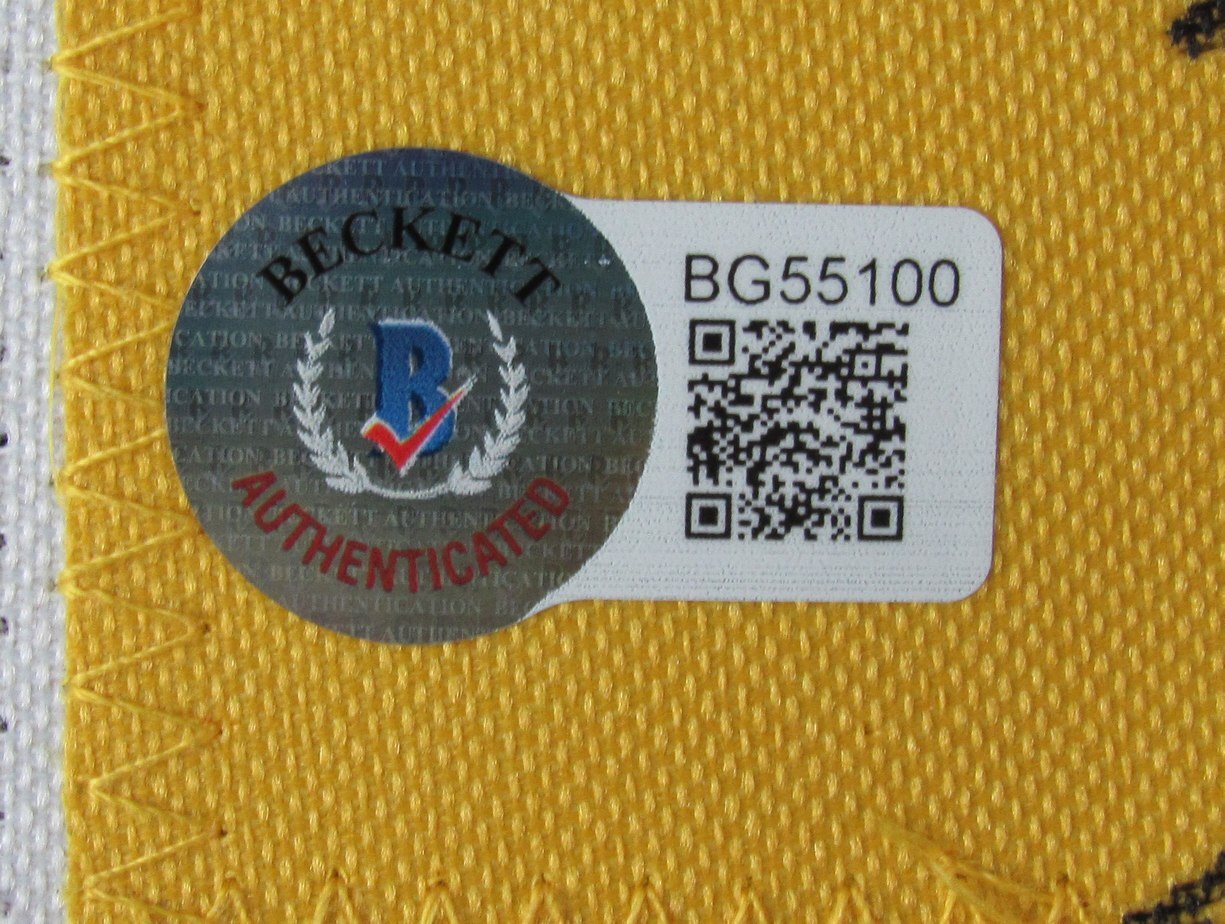 BECKETT
B
AUTHENTICATED
BG55100